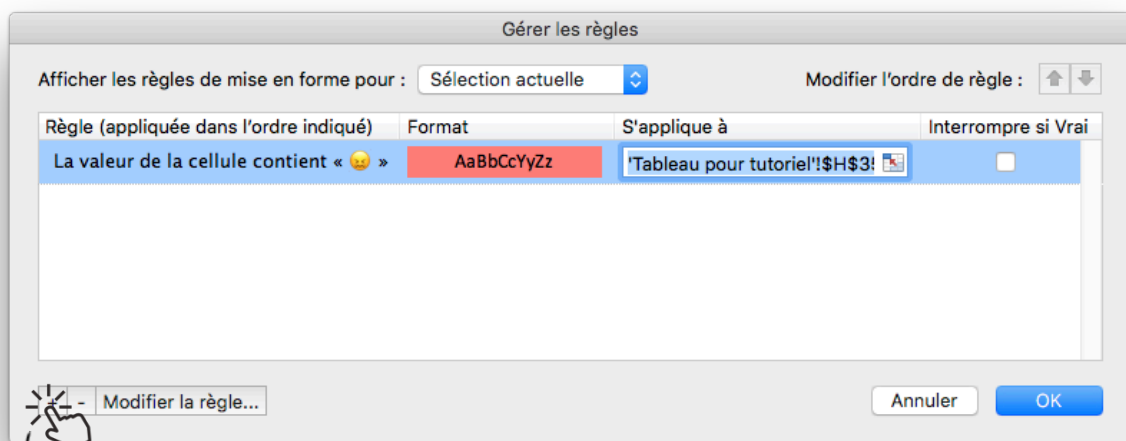 Gérer les règles
Afficher les règles de mise en forme pour : Sélection actuelle Modifier l'ordre de règle :
Règle (appliquée dans l'ordre indiqué) Format S'applique à Interrompre si Vrai
La valeur de la cellule contient « 😖 » AaBbCcYyZz 'Tableau pour tutoriel'!$H$35
+ - Modifier la règle... Annuler OK